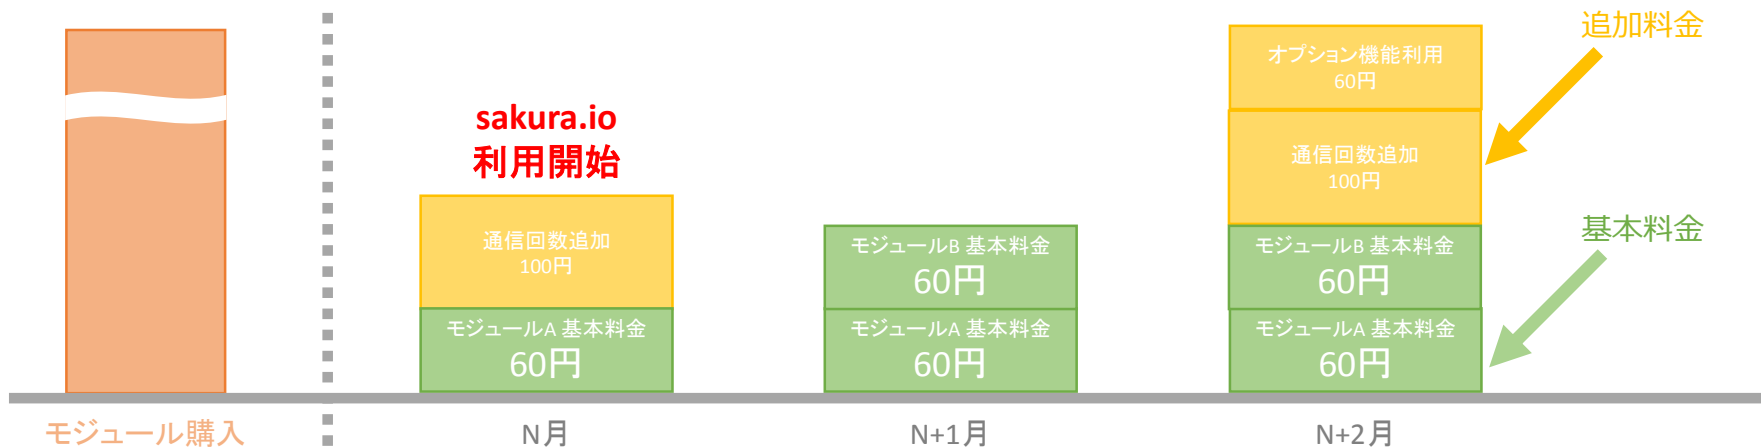 sakura.io
利用開始
通信回数追加
100円
モジュールA 基本料金
60円
モジュールB 基本料金
60円
モジュールA 基本料金
60円
オプション機能利用
60円
通信回数追加
100円
モジュールB 基本料金
60円
モジュールA 基本料金
60円
追加料金
基本料金
モジュール購入
N月
N+1月
N+2月